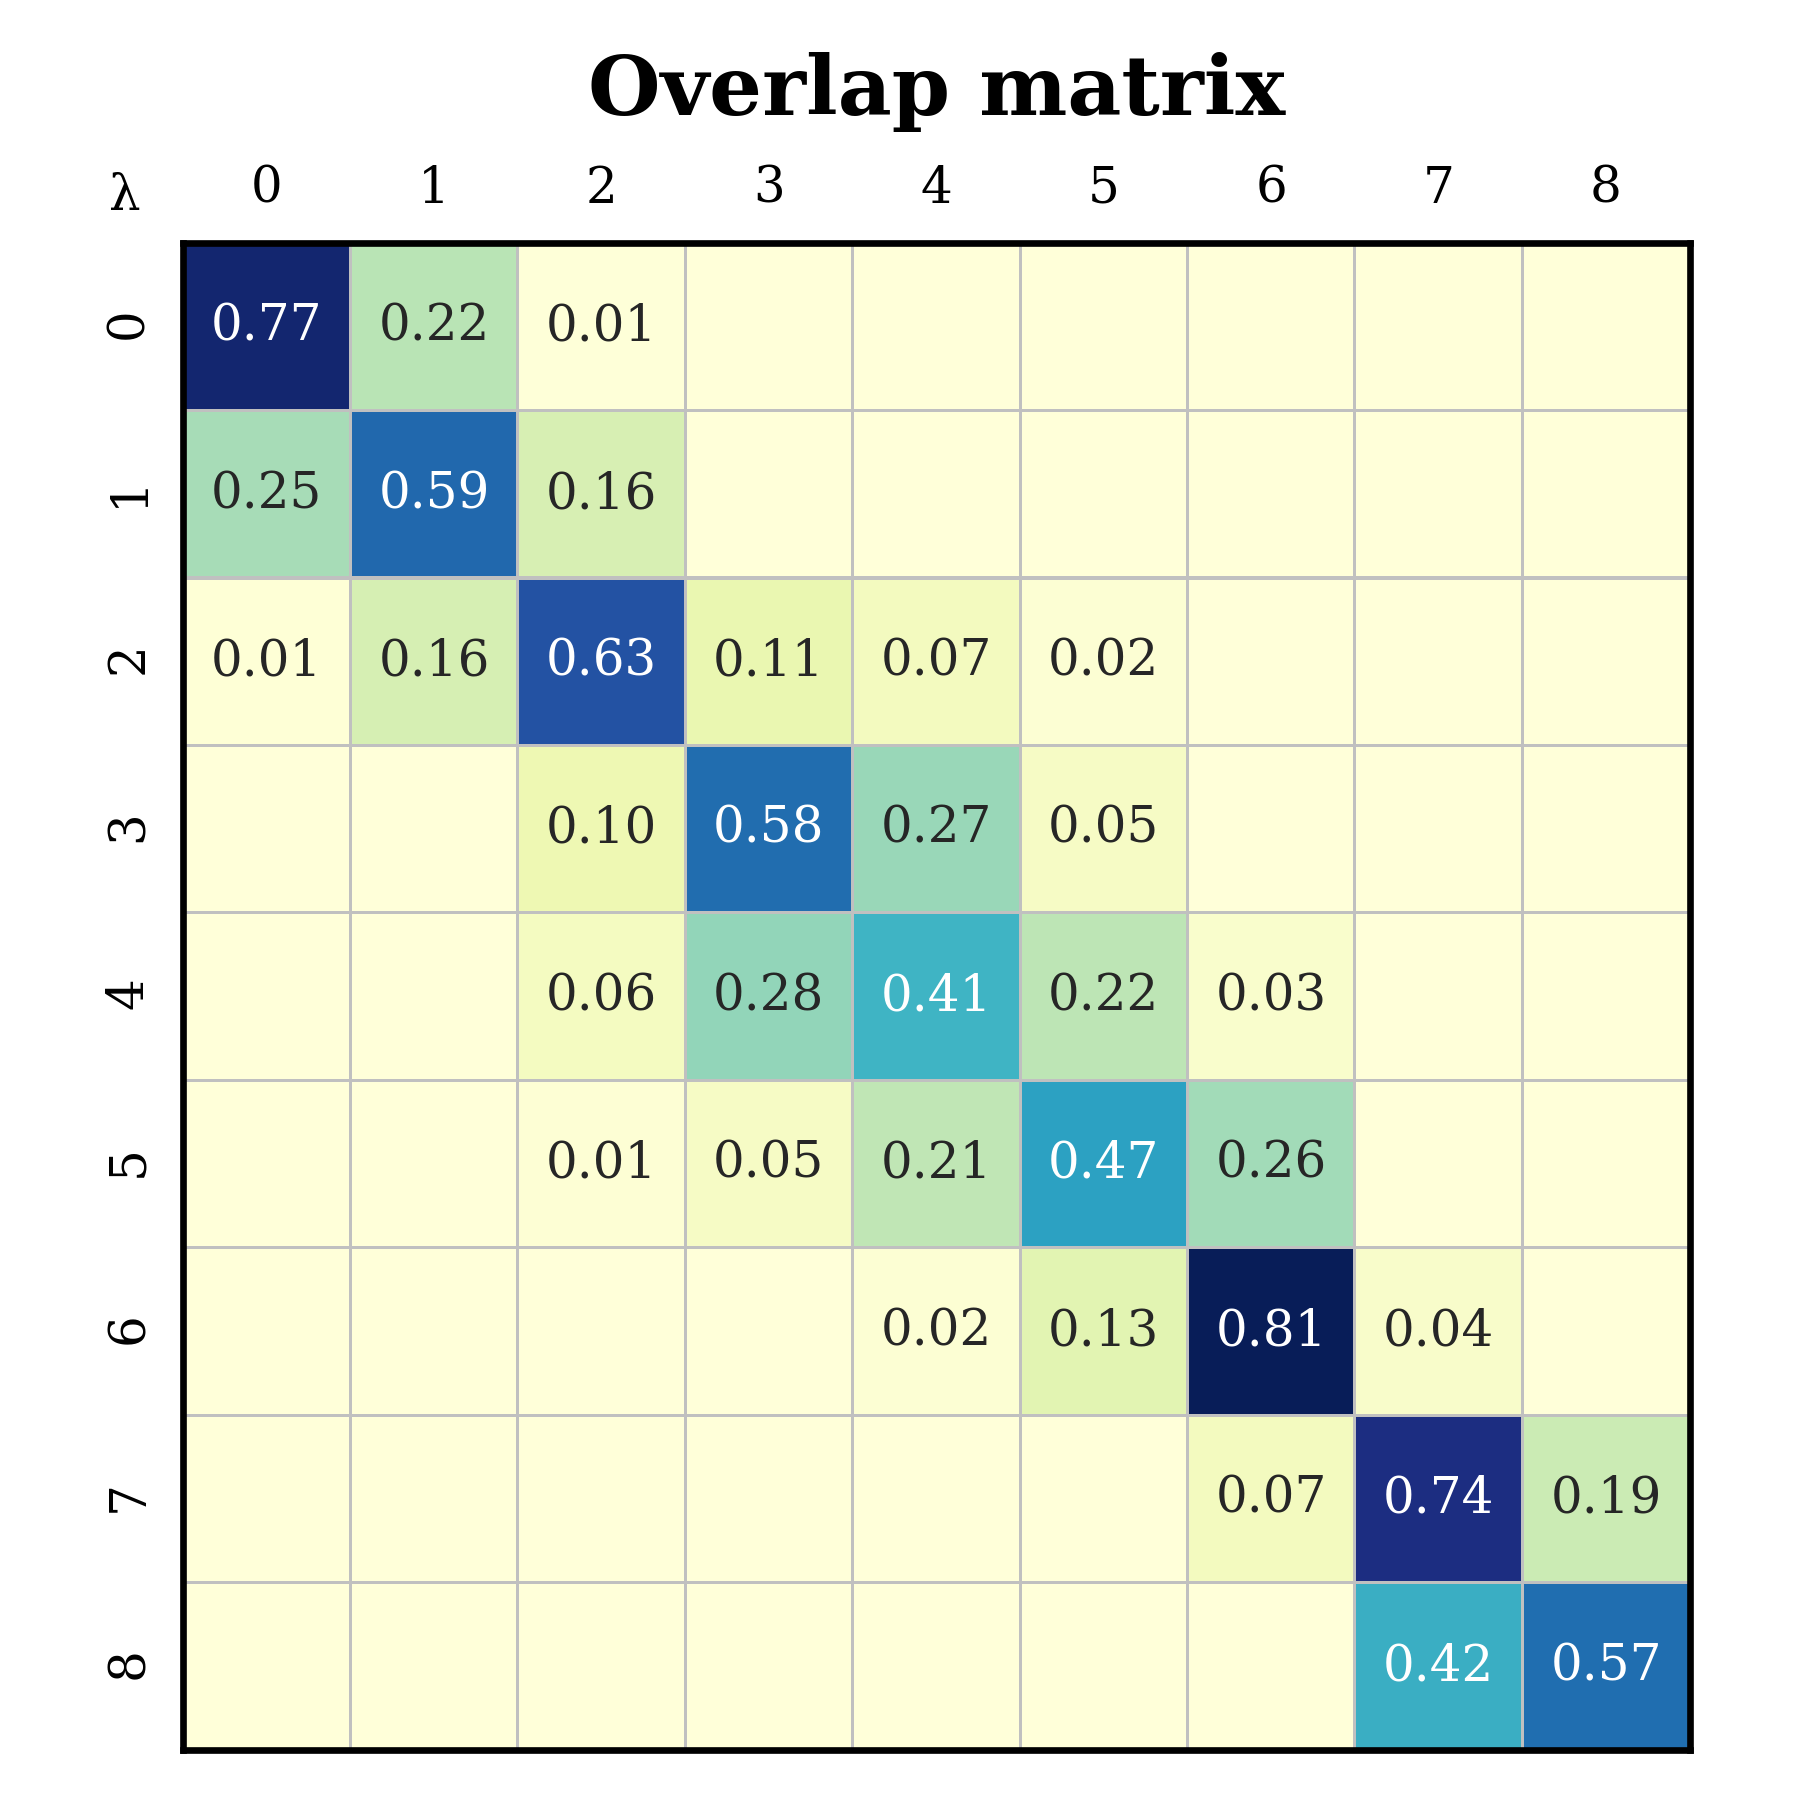 Overlap matrix
λ 0 1 2 3 4 5 6 7 8
0 0.77 0.22 0.01
1 0.25 0.59 0.16
2 0.01 0.16 0.63 0.11 0.07 0.02
3 0.10 0.58 0.27 0.05
4 0.06 0.28 0.41 0.22 0.03
5 0.01 0.05 0.21 0.47 0.26
6 0.02 0.13 0.81 0.04
7 0.07 0.74 0.19
8 0.42 0.57